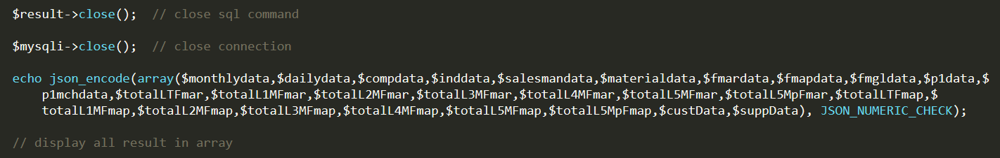 $result->close();  // close sql command
$mysqli->close();  // close connection
echo json_encode(array($monthlydata,$dailydata,$compdata,$inddata,$salesmandata,$materialdata,$fmardata,$fmapdata,$fmgldata,$p1data,$
p1mchdata,$totalLTFmar,$totalL1MFmar,$totalL2MFmar,$totalL3MFmar,$totalL4MFmar,$totalL5MFmar,$totalL5MpFmar,$totalLTFmap,$
totalL1MFmap,$totalL2MFmap,$totalL3MFmap,$totalL4MFmap,$totalL5MFmap,$totalL5MpFmap,$custData,$suppData), JSON_NUMERIC_CHECK);
// display all result in array